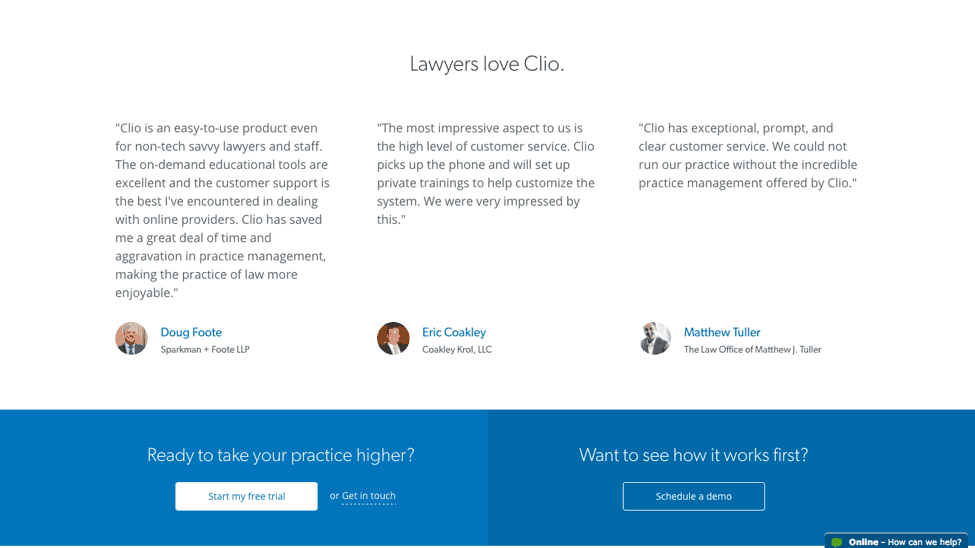 Lawyers love Clio.
"Clio is an easy-to-use product even
for non-tech savvy lawyers and staff.
The on-demand educational tools are
excellent and the customer support is
the best I've encountered in dealing
with online providers. Clio has saved
me a great deal of time and
aggravation in practice management,
making the practice of law more
enjoyable."
Doug Foote
Sparkman + Foote LLP
"The most impressive aspect to us is
the high level of customer service. Clio
picks up the phone and will set up
private trainings to help customize the
system. We were very impressed by
this."
Eric Coakley
Coakley Krol, LLC
"Clio has exceptional, prompt, and
clear customer service. We could not
run our practice without the incredible
practice management offered by Clio."
Matthew Tuller
The Law Office of Matthew J. Tuller
Ready to take your practice higher?
Start my free trial
or Get in touch
Want to see how it works first?
Schedule a demo
Online – How can we help?